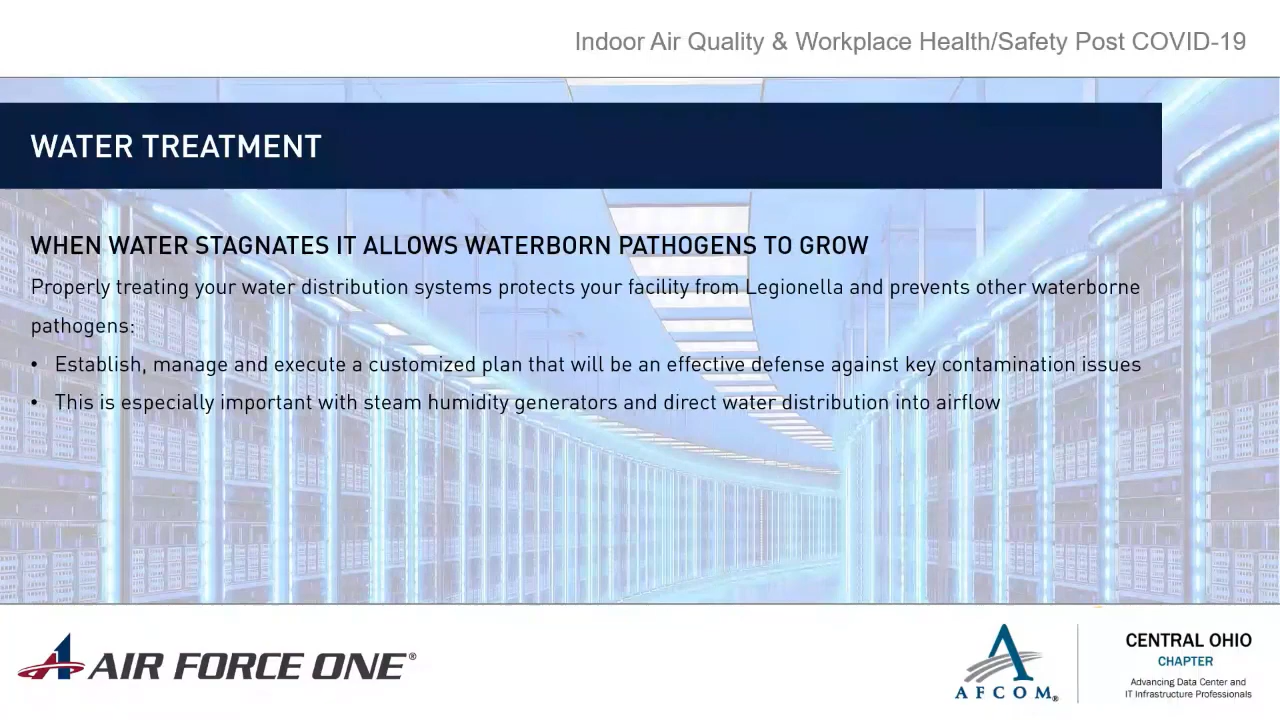 Indoor Air Quality & Workplace Health/Safety Post COVID-19
WATER TREATMENT
WHEN WATER STAGNATES IT ALLOWS WATERBORN PATHOGENS TO GROW
Properly treating your water distribution systems protects your facility from Legionella and prevents other waterborne
pathogens:
• Establish, manage and execute a customized plan that will be an effective defense against key contamination issues
• This is especially important with steam humidity generators and direct water distribution into airflow
AIR FORCE ONE®
AFCOM®
CENTRAL OHIO
CHAPTER
Advancing Data Center and
IT Infrastructure Professionals